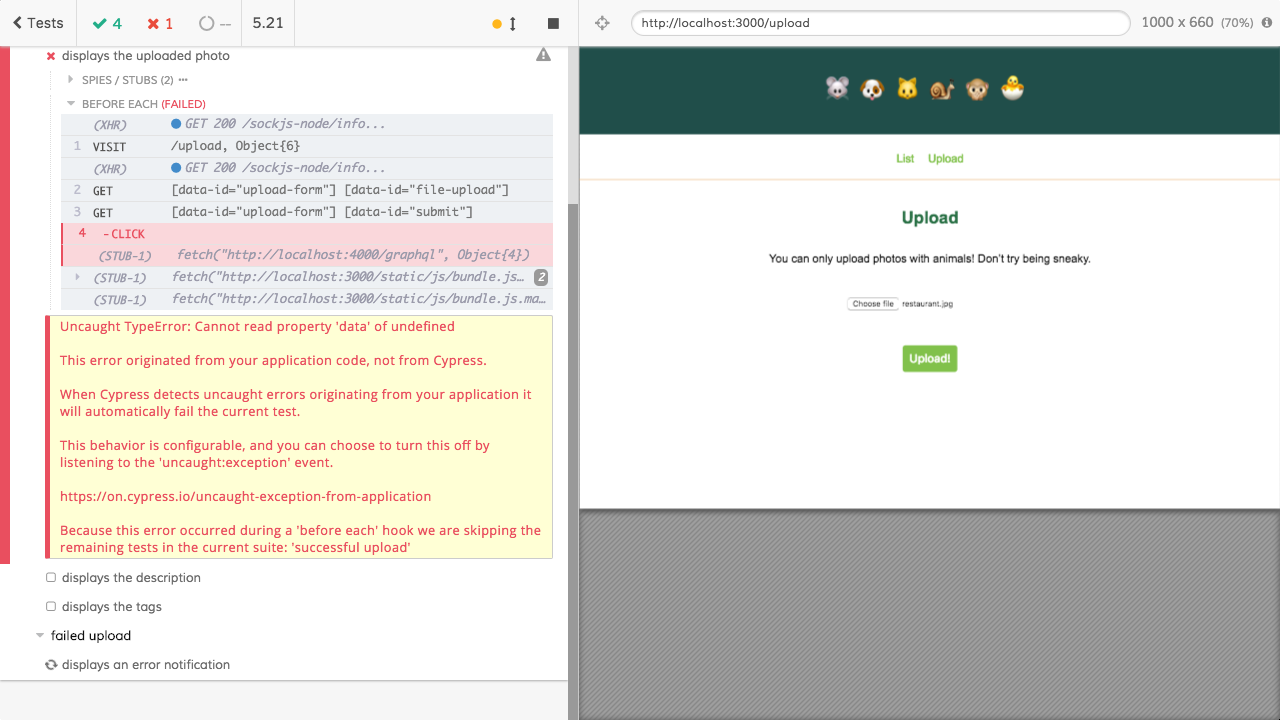 Tests
4
1
--
5.21
http://localhost:3000/upload
1000 x 660 (70%)
displays the uploaded photo
SPIES / STUBS (2) •••
BEFORE EACH (FAILED)
(XHR) GET 200 /sockjs-node/info...
1 VISIT /upload, Object{6}
(XHR) GET 200 /sockjs-node/info...
2 GET [data-id="upload-form"] [data-id="file-upload"]
3 GET [data-id="upload-form"] [data-id="submit"]
4 -CLICK
(STUB-1) fetch("http://localhost:4000/graphql", Object{4})
(STUB-1) fetch("http://localhost:3000/static/js/bundle.js… 2
(STUB-1) fetch("http://localhost:3000/static/js/bundle.js.ma…
Uncaught TypeError: Cannot read property 'data' of undefined
This error originated from your application code, not from Cypress.
When Cypress detects uncaught errors originating from your application it
will automatically fail the current test.
This behavior is configurable, and you can choose to turn this off by
listening to the 'uncaught:exception' event.
https://on.cypress.io/uncaught-exception-from-application
Because this error occurred during a 'before each' hook we are skipping the
remaining tests in the current suite: 'successful upload'
displays the description
displays the tags
failed upload
displays an error notification
List Upload
Upload
You can only upload photos with animals! Don't try being sneaky.
Choose file restaurant.jpg
Upload!